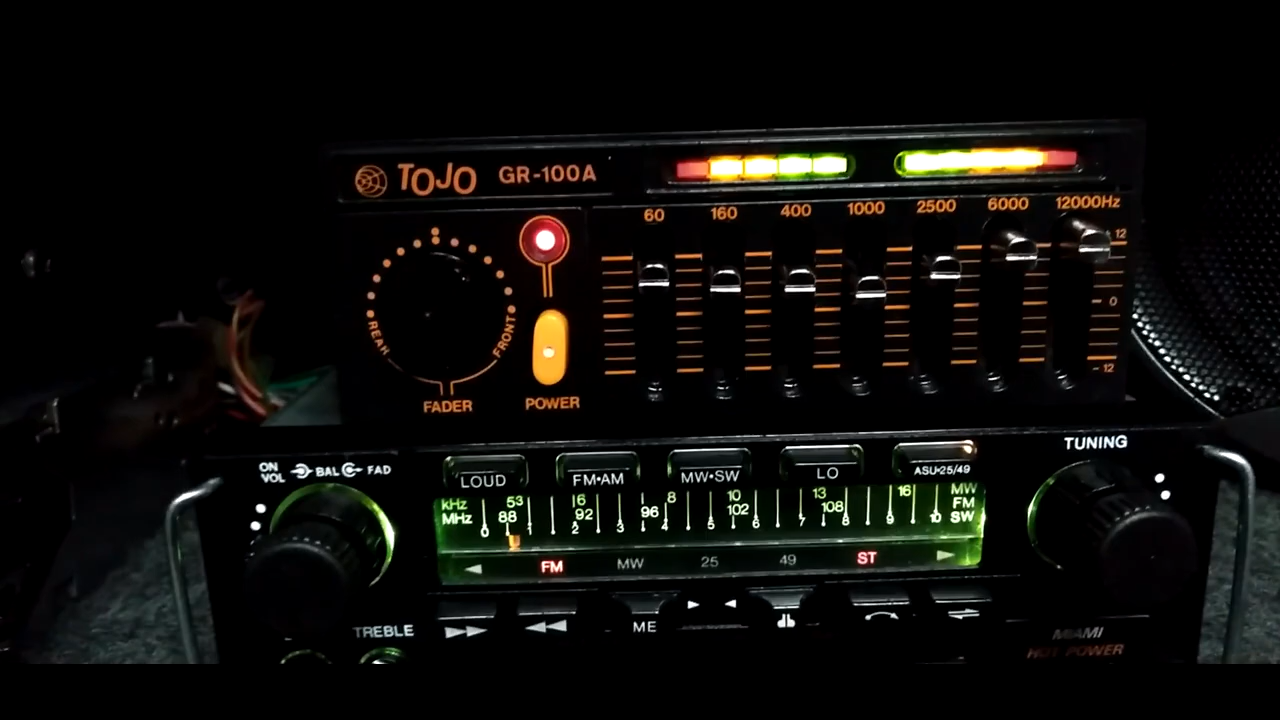 TOJO GR-100A
60 160 400 1000 2500 6000 12000Hz
12
0
12
REAR FRONT
FADER POWER
ON
VOL BAL FAD
TUNING
LOUD FM•AM MW•SW LO ASU•25/49
kHz 53 6 8 10 13 16 MW
MHz 88 92 96 102 108 FM
0 1 2 3 4 5 6 7 8 9 10 SW
FM MW 25 49 ST
TREBLE
ME
MIAMI
HOT POWER